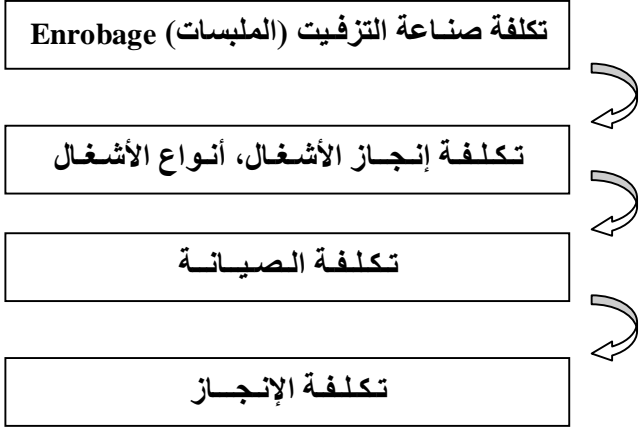 تكلفة صناعة التزفيت (الملبسات) Enrobage
تكلفة إنجاز الأشغال، أنواع الأشغال
تكلفة الصيانة
تكلفة الإنجاز